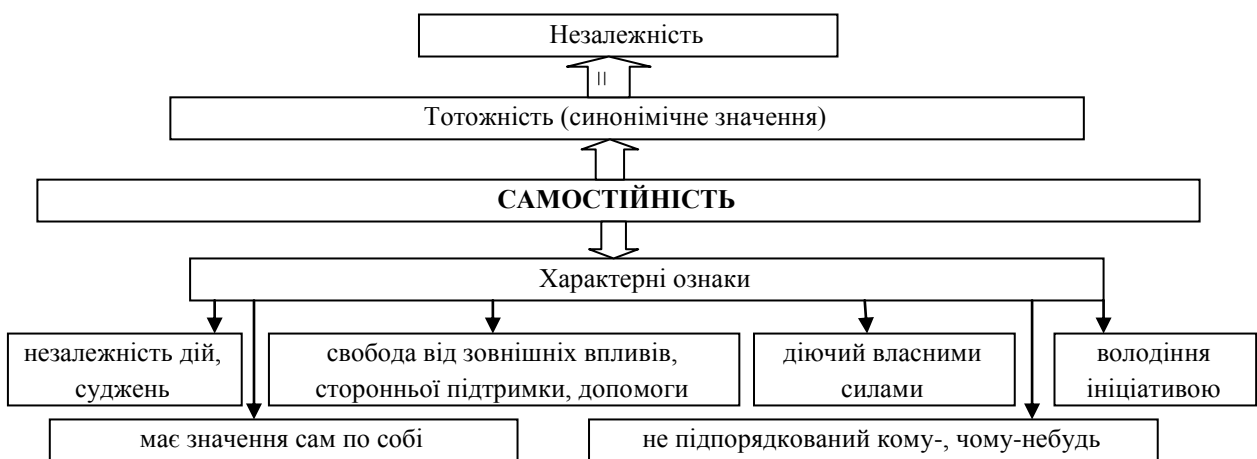 Незалежність
=
Тотожність (синонімічне значення)
САМОСТІЙНІСТЬ
Характерні ознаки
незалежність дій,
суджень
свобода від зовнішніх впливів,
сторонньої підтримки, допомоги
діючий власними
силами
володіння
ініціативою
має значення сам по собі
не підпорядкований кому-, чому-небудь